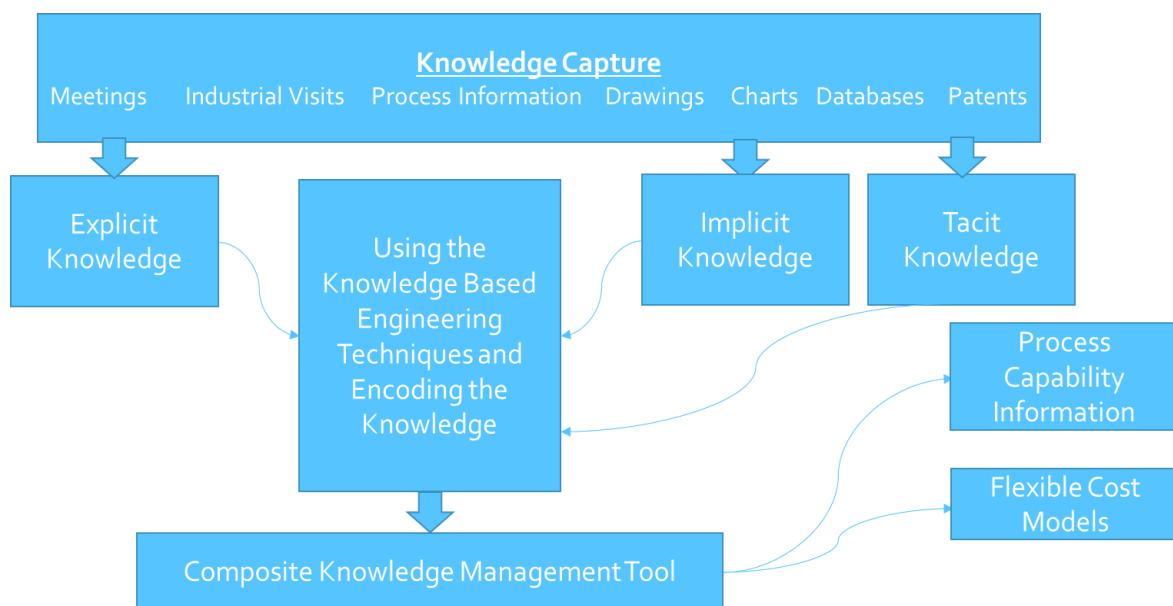 Knowledge Capture
Meetings Industrial Visits Process Information Drawings Charts Databases Patents
Explicit
Knowledge
Using the
Knowledge Based
Engineering
Techniques and
Encoding the
Knowledge
Implicit
Knowledge
Tacit
Knowledge
Process
Capability
Information
Flexible Cost
Models
Composite Knowledge Management Tool